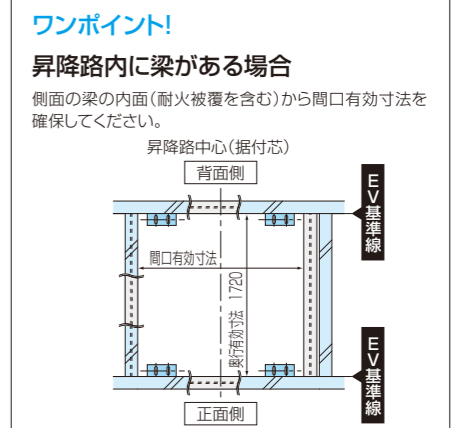 ワンポイント!
昇降路内に梁がある場合
側面の梁の内面(耐火被覆を含む)から間口有効寸法を
確保してください。
昇降路中心(据付芯)
背面側
EV基準線
間口有効寸法
奥行有効寸法 1720
EV基準線
正面側